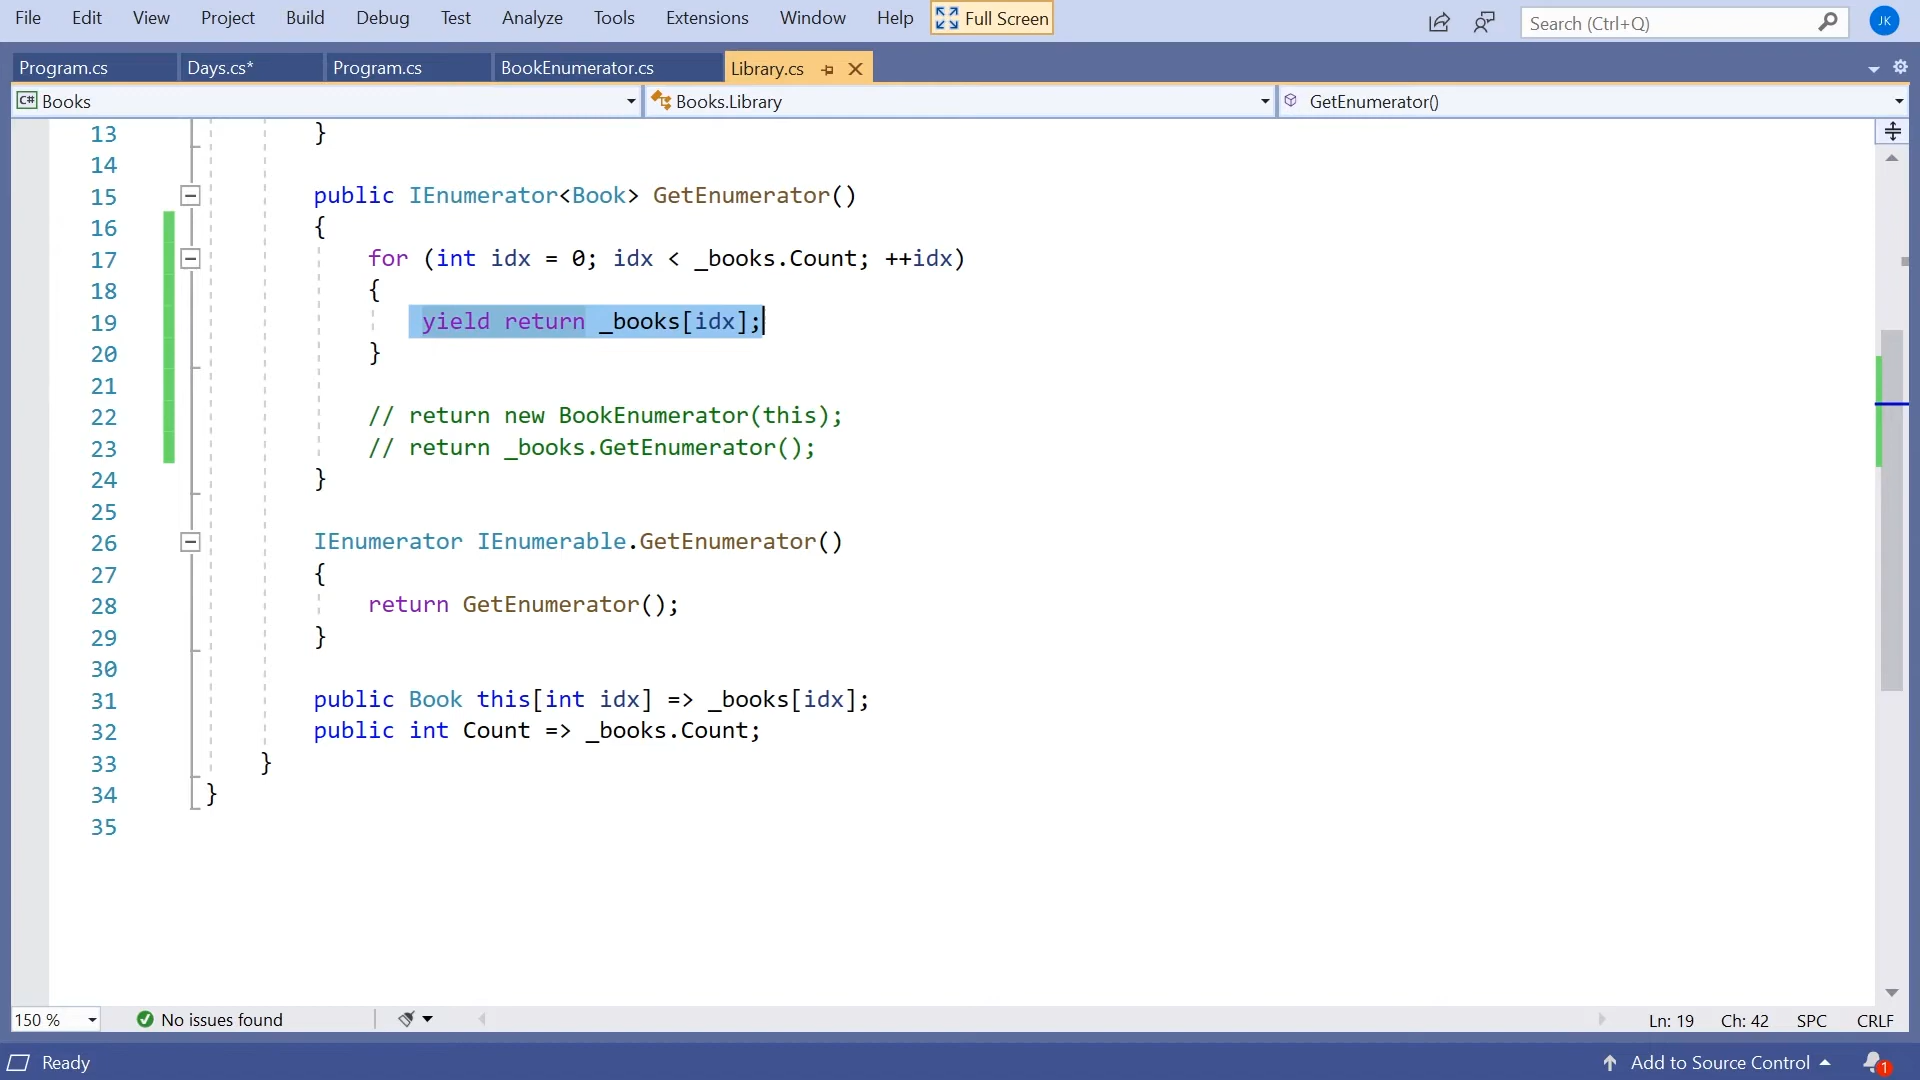 File Edit View Project Build Debug Test Analyze Tools Extensions Window Help Full Screen Search (Ctrl+Q) JK
Program.cs Days.cs* Program.cs BookEnumerator.cs Library.cs
C# Books Books.Library GetEnumerator()
13 }
14
15 public IEnumerator<Book> GetEnumerator()
16 {
17 for (int idx = 0; idx < _books.Count; ++idx)
18 {
19 yield return _books[idx];
20 }
21
22 // return new BookEnumerator(this);
23 // return _books.GetEnumerator();
24 }
25
26 IEnumerator IEnumerable.GetEnumerator()
27 {
28 return GetEnumerator();
29 }
30
31 public Book this[int idx] => _books[idx];
32 public int Count => _books.Count;
33 }
34 }
35
150 % No issues found Ln: 19 Ch: 42 SPC CRLF
Ready Add to Source Control 1